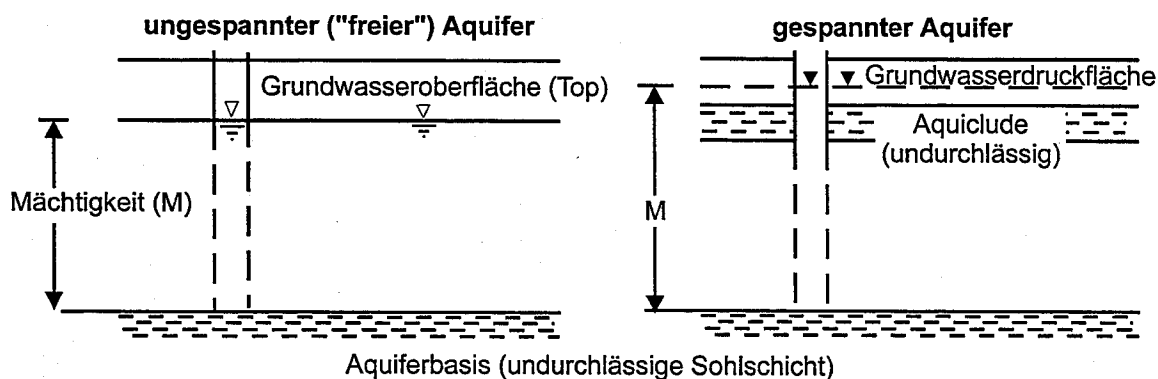 ungespannter ("freier") Aquifer
Grundwasseroberfläche (Top)
Mächtigkeit (M)
gespannter Aquifer
Grundwasserdruckfläche
Aquiclude
(undurchlässig)
M
Aquiferbasis (undurchlässige Sohlschicht)